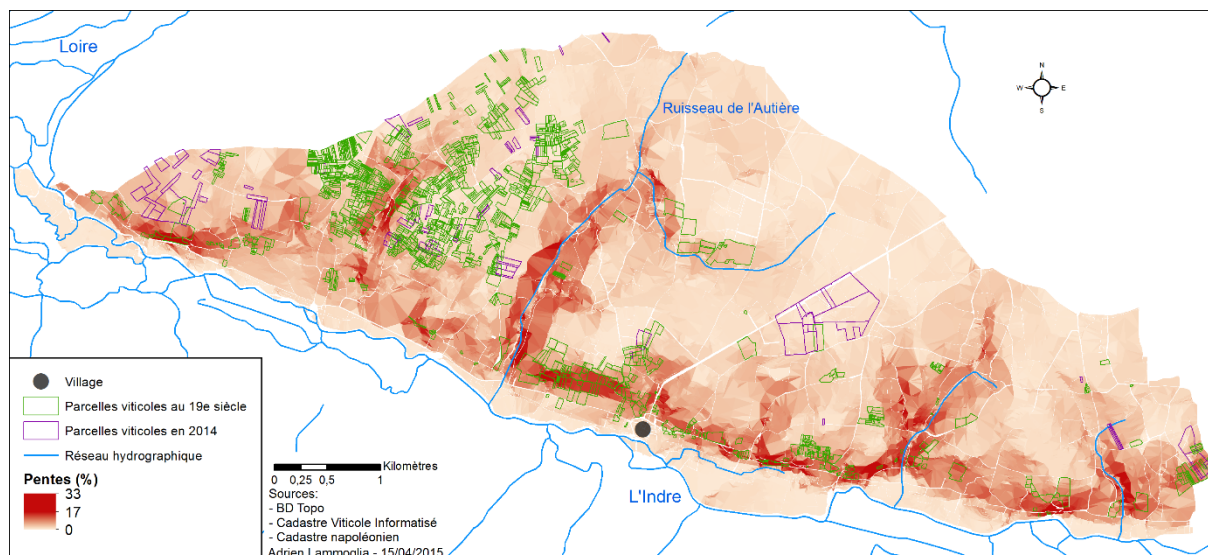 Loire
N
W E
S
Ruisseau de l'Autière
Village
Parcelles viticoles au 19e siècle
Parcelles viticoles en 2014
Réseau hydrographique
Pentes (%)
33
17
0
Kilomètres
0 0,25 0,5 1
Sources:
- BD Topo
- Cadastre Viticole Informatisé
- Cadastre napoléonien
Adrien Lammoglia - 15/04/2015
L'Indre